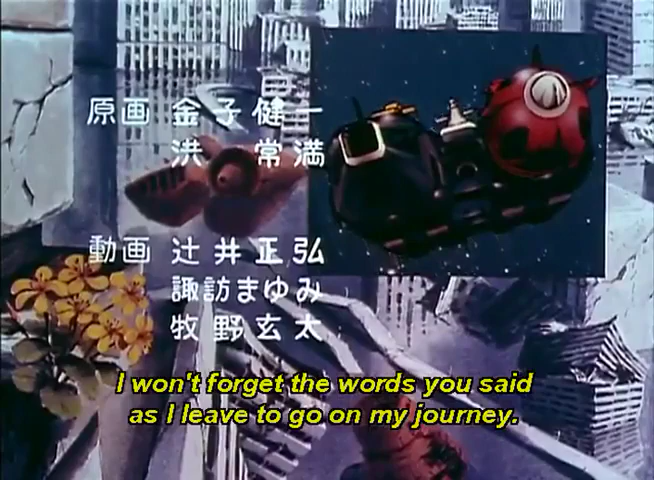 原画 金子健一
洪 常満
動画 辻井正弘
諏訪まゆみ
牧野玄太
I won't forget the words you said
as I leave to go on my journey.